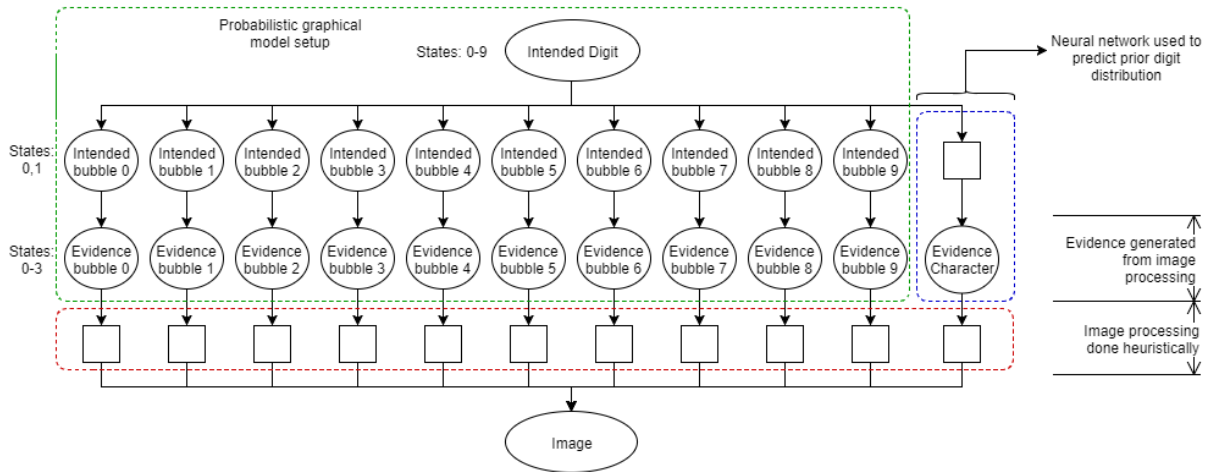 Probabilistic graphical
model setup
States: 0-9
Intended Digit
Neural network used to
predict prior digit
distribution
States:
0,1
Intended
bubble 0
Intended
bubble 1
Intended
bubble 2
Intended
bubble 3
Intended
bubble 4
Intended
bubble 5
Intended
bubble 6
Intended
bubble 7
Intended
bubble 8
Intended
bubble 9
States:
0-3
Evidence
bubble 0
Evidence
bubble 1
Evidence
bubble 2
Evidence
bubble 3
Evidence
bubble 4
Evidence
bubble 5
Evidence
bubble 6
Evidence
bubble 7
Evidence
bubble 8
Evidence
bubble 9
Evidence
Character
Evidence generated
from image
processing
Image processing
done heuristically
Image